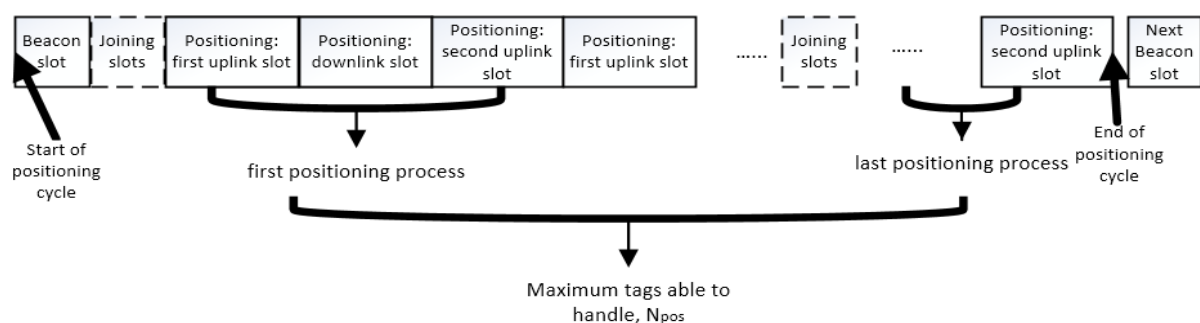 Beacon
slot
Joining
slots
Positioning:
first uplink slot
Positioning:
downlink slot
Positioning:
second uplink
slot
Positioning:
first uplink slot
......
Joining
slots
......
Positioning:
second uplink
slot
Next
Beacon
slot
Start of
positioning
cycle
first positioning process
last positioning process
End of
positioning
cycle
Maximum tags able to
handle, Npos